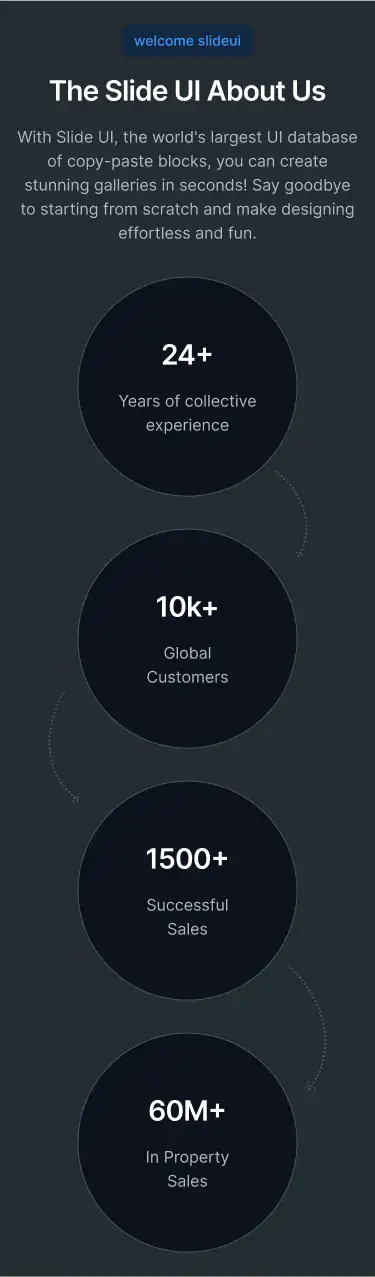 welcome slideui
The Slide UI About Us
With Slide UI, the world's largest UI database
of copy-paste blocks, you can create
stunning galleries in seconds! Say goodbye
to starting from scratch and make designing
effortless and fun.
24+
Years of collective
experience
10k+
Global
Customers
1500+
Successful
Sales
60M+
In Property
Sales